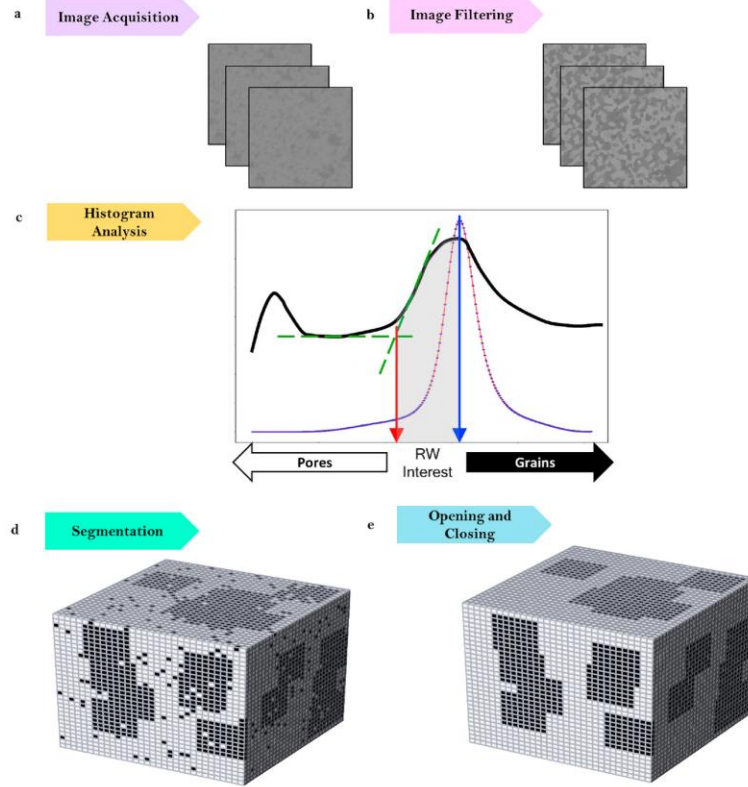 a
Image Acquisition
b
Image Filtering
c
Histogram
Analysis
Pores
RW
Interest
Grains
d
Segmentation
e
Opening and
Closing